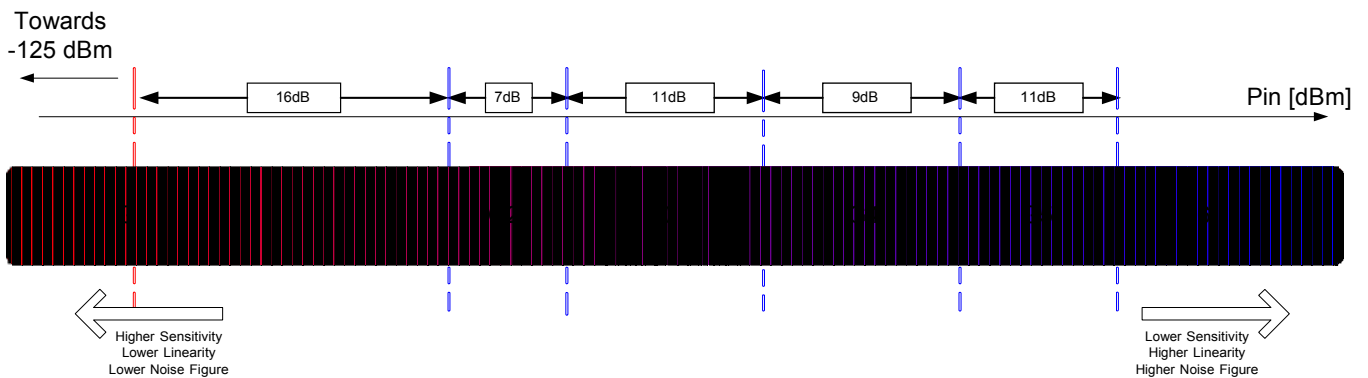 Towards
-125 dBm
16dB
7dB
11dB
9dB
11dB
Pin [dBm]
Higher Sensitivity
Lower Linearity
Lower Noise Figure
Lower Sensitivity
Higher Linearity
Higher Noise Figure